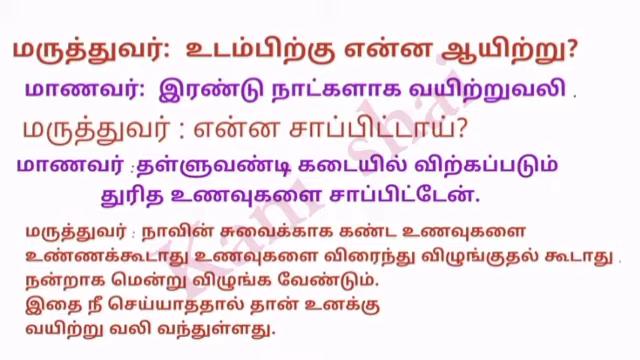 மருத்துவர்: உடம்பிற்கு என்ன ஆயிற்று?
மாணவர்: இரண்டு நாட்களாக வயிற்றுவலி .
மருத்துவர் : என்ன சாப்பிட்டாய்?
மாணவர் :தள்ளுவண்டி கடையில் விற்கப்படும்
துரித உணவுகளை சாப்பிட்டேன்.
மருத்துவர் : நாவின் சுவைக்காக கண்ட உணவுகளை
உண்ணக்கூடாது உணவுகளை விரைந்து விழுங்குதல் கூடாது .
நன்றாக மென்று விழுங்க வேண்டும்.
இதை நீ செய்யாததால் தான் உனக்கு
வயிற்று வலி வந்துள்ளது.